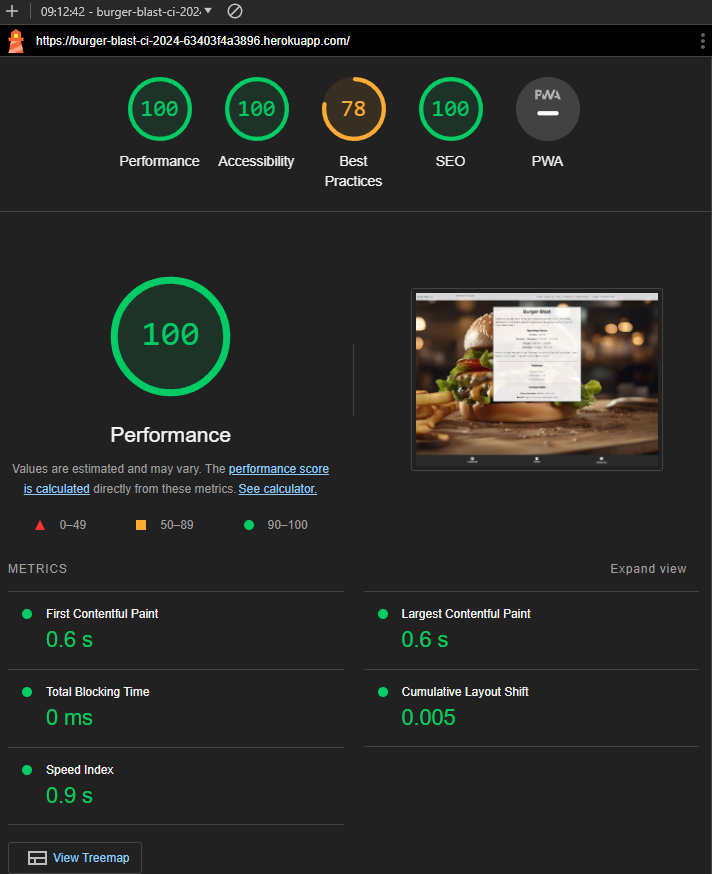 09:12:42 - burger-blast-ci-202
https://burger-blast-ci-2024-63403f4a3896.herokuapp.com/
100
100
78
100
PWA
Performance
Accessibility
Best
Practices
SEO
PWA
100
Burger Blast
Performance
Values are estimated and may vary. The performance score
is calculated directly from these metrics. See calculator.
0–49
50–89
90–100
METRICS
Expand view
First Contentful Paint
0.6 s
Largest Contentful Paint
0.6 s
Total Blocking Time
0 ms
Cumulative Layout Shift
0.005
Speed Index
0.9 s
View Treemap